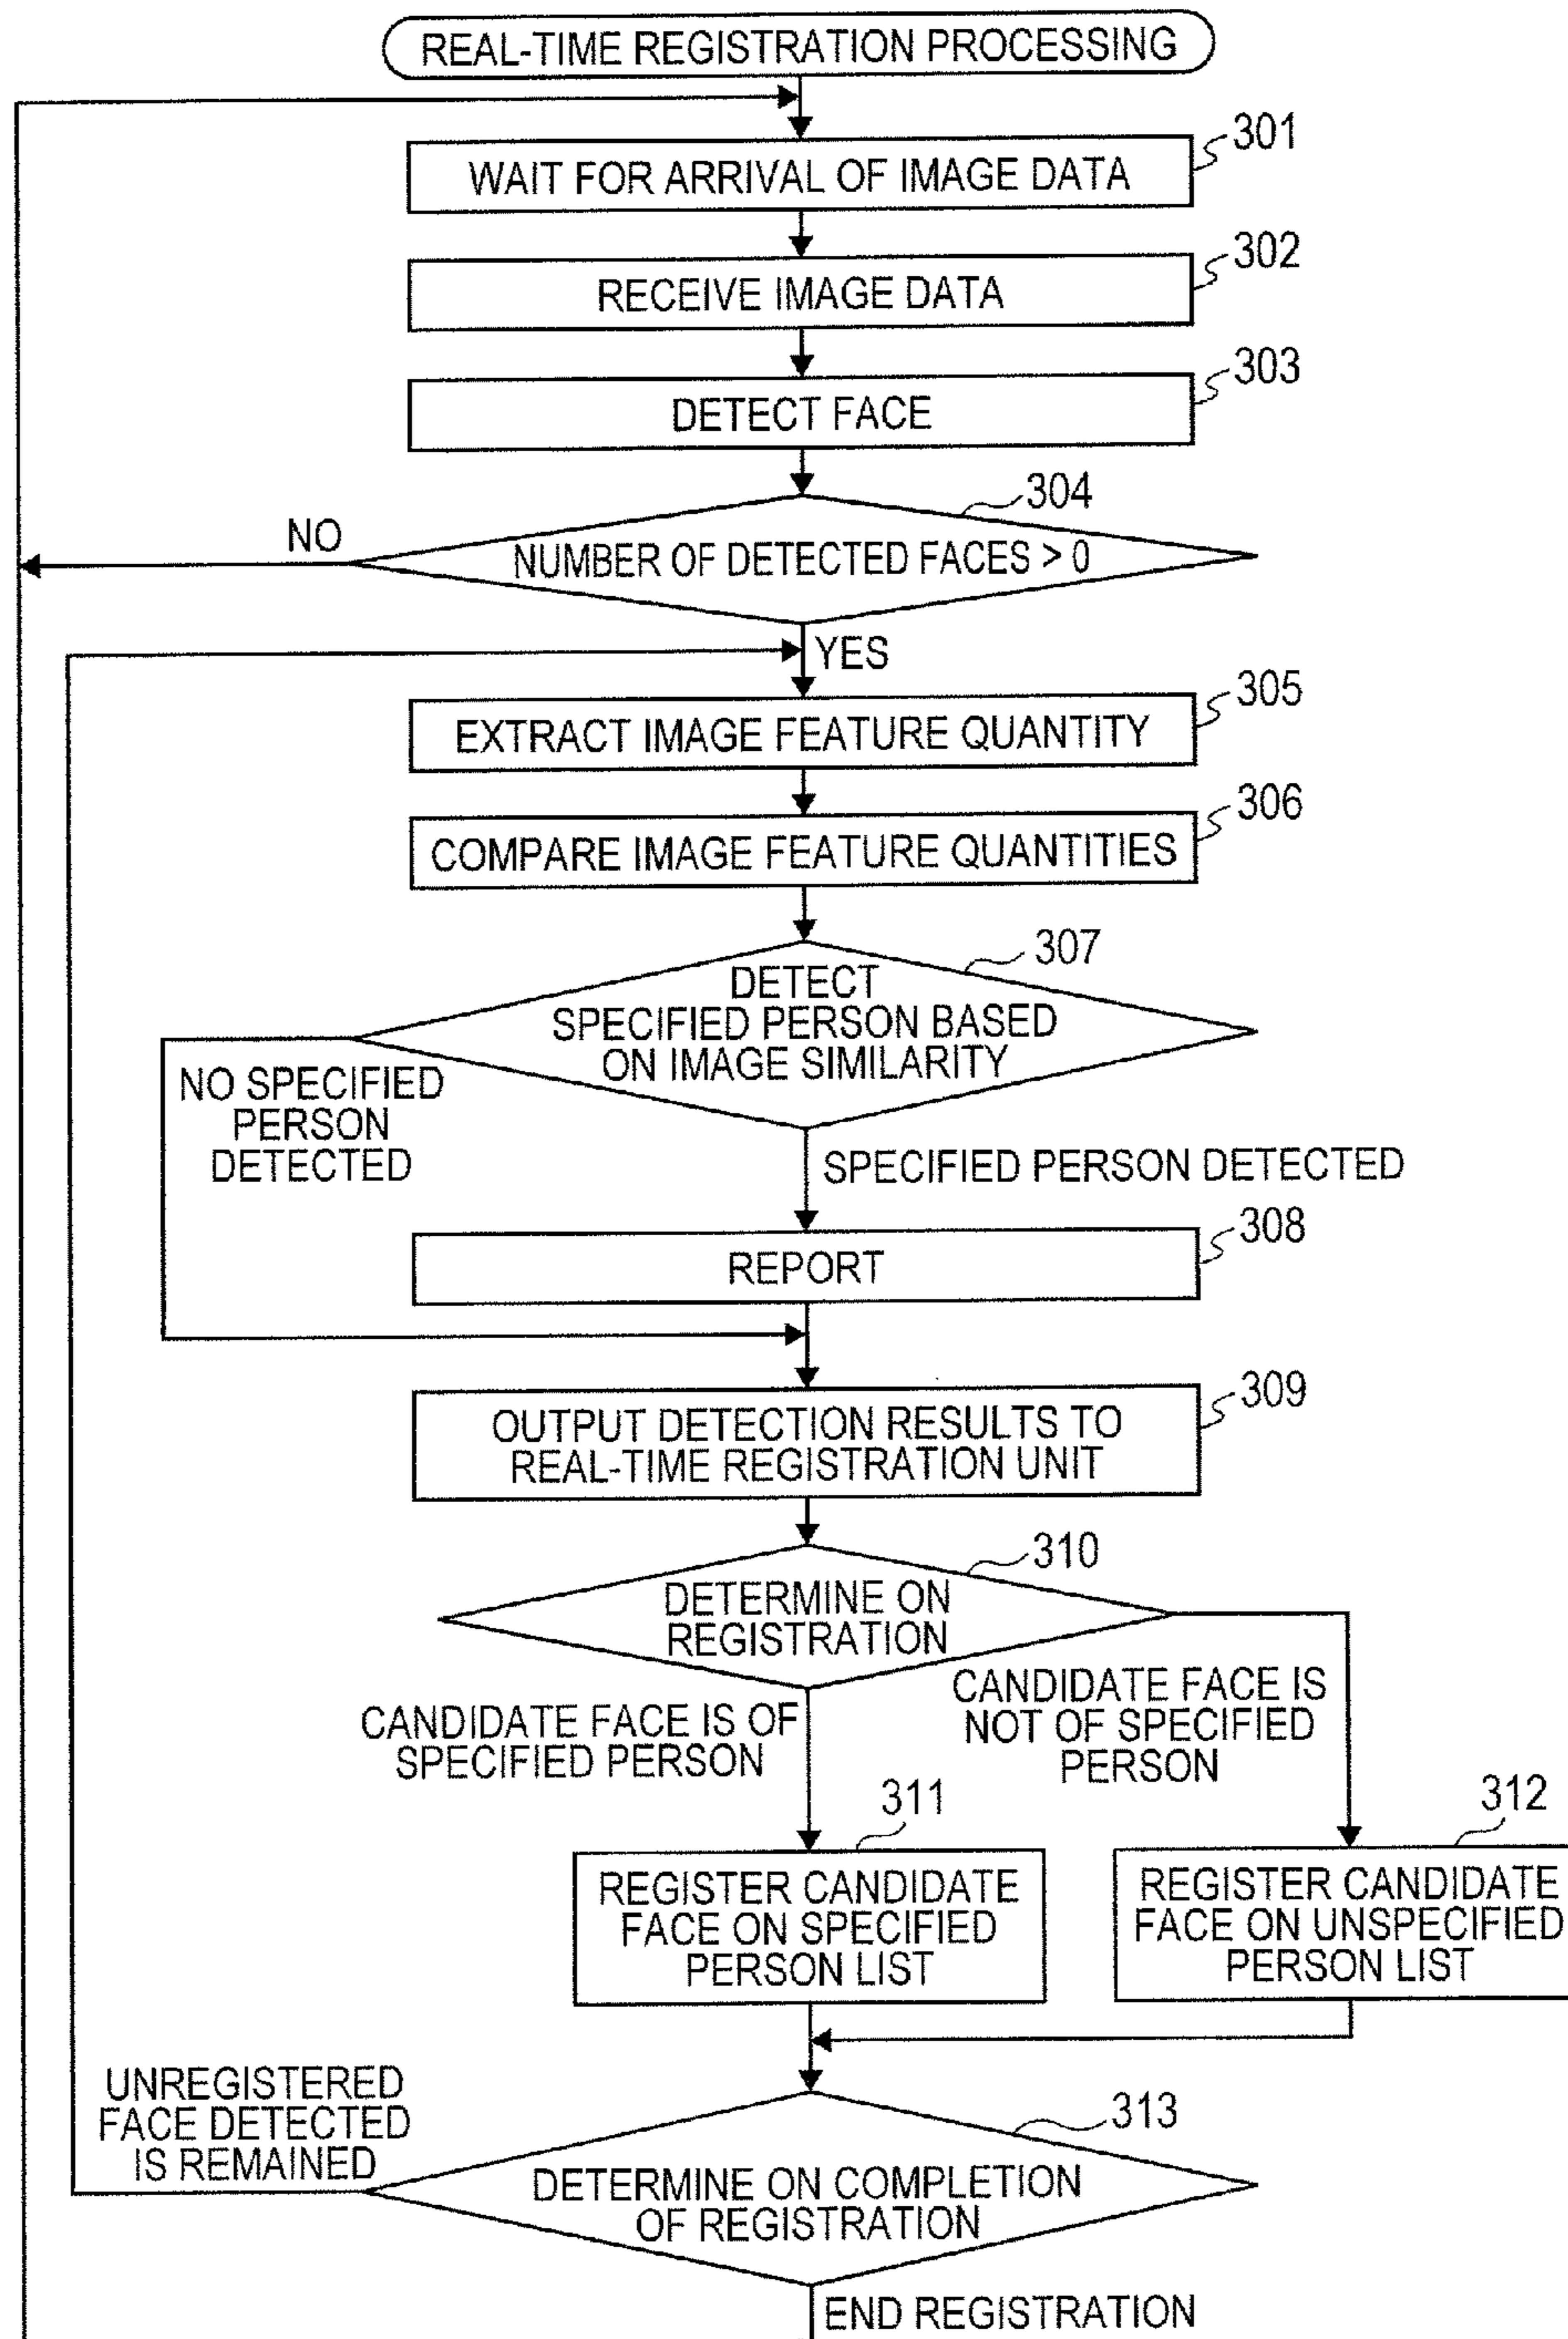 REAL-TIME REGISTRATION PROCESSING
301
WAIT FOR ARRIVAL OF IMAGE DATA
302
RECEIVE IMAGE DATA
303
DETECT FACE
304
NO
NUMBER OF DETECTED FACES > 0
YES
305
EXTRACT IMAGE FEATURE QUANTITY
306
COMPARE IMAGE FEATURE QUANTITIES
307
DETECT
SPECIFIED PERSON BASED
ON IMAGE SIMILARITY
NO SPECIFIED
PERSON
DETECTED
SPECIFIED PERSON DETECTED
308
REPORT
309
OUTPUT DETECTION RESULTS TO
REAL-TIME REGISTRATION UNIT
310
DETERMINE ON
REGISTRATION
CANDIDATE FACE IS OF
SPECIFIED PERSON
CANDIDATE FACE IS
NOT OF SPECIFIED
PERSON
311
REGISTER CANDIDATE
FACE ON SPECIFIED
PERSON LIST
312
REGISTER CANDIDATE
FACE ON UNSPECIFIED
PERSON LIST
UNREGISTERED
FACE DETECTED
IS REMAINED
313
DETERMINE ON COMPLETION
OF REGISTRATION
END REGISTRATION